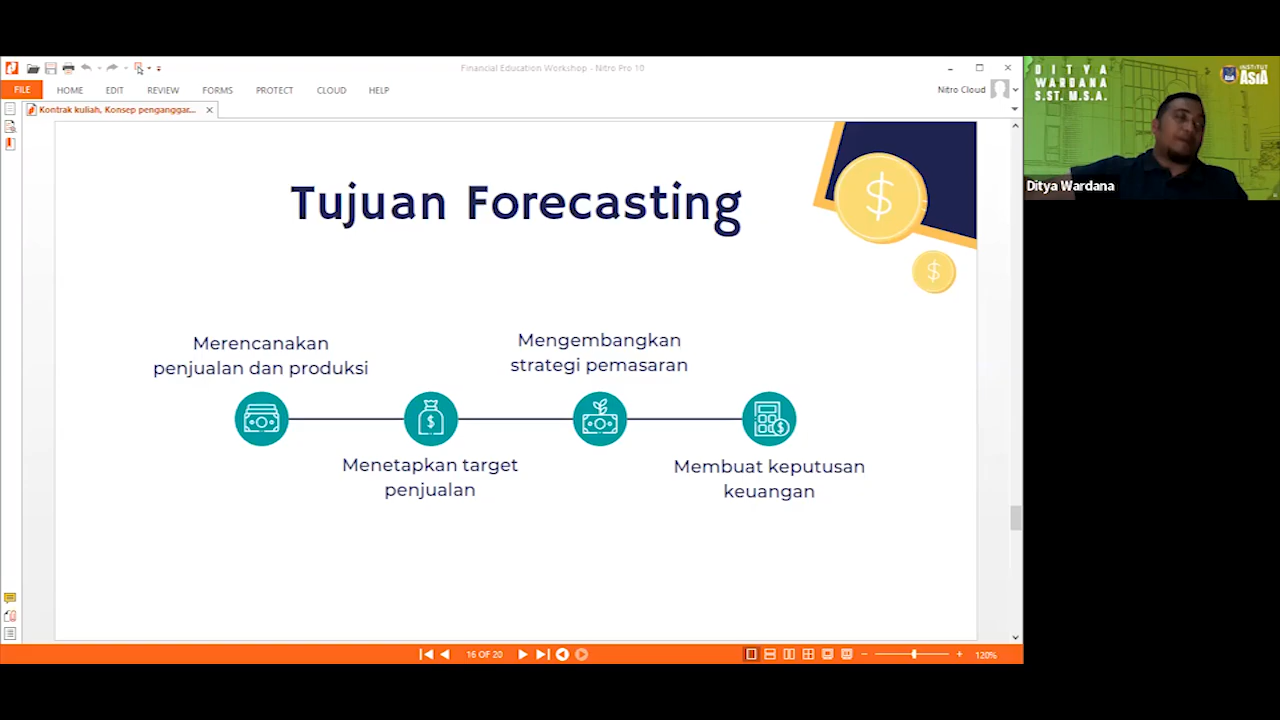 Financial Education Workshop - Nitro Pro 10
FILE
HOME
EDIT
REVIEW
FORMS
PROTECT
CLOUD
HELP
Nitro Cloud
Kontrak kuliah, Konsep penganggar...
Tujuan Forecasting
Merencanakan
penjualan dan produksi
Menetapkan target
penjualan
Mengembangkan
strategi pemasaran
Membuat keputusan
keuangan
$
$
16 OF 20
120%
DITYA
WARDANA
S.ST. M.S.A.
INSTITUT
ASIA
Ditya Wardana